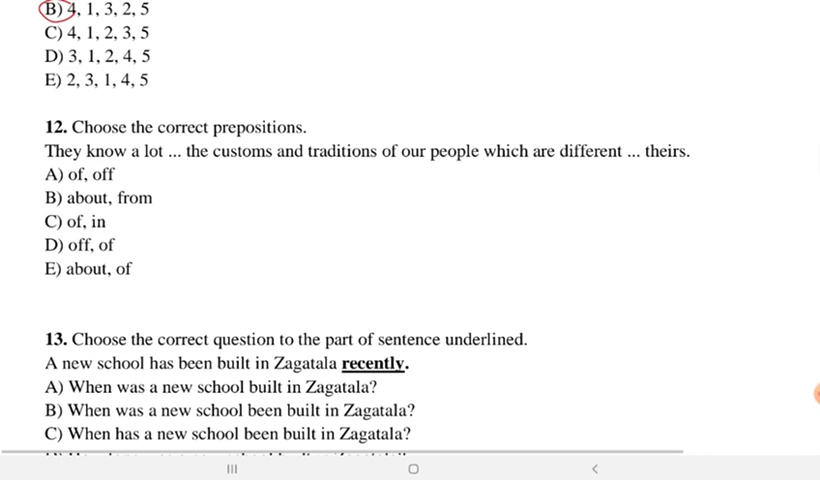 B) 4, 1, 3, 2, 5
C) 4, 1, 2, 3, 5
D) 3, 1, 2, 4, 5
E) 2, 3, 1, 4, 5
12. Choose the correct prepositions.
They know a lot ... the customs and traditions of our people which are different ... theirs.
A) of, off
B) about, from
C) of, in
D) off, of
E) about, of
13. Choose the correct question to the part of sentence underlined.
A new school has been built in Zagatala recently.
A) When was a new school built in Zagatala?
B) When was a new school been built in Zagatala?
C) When has a new school been built in Zagatala?